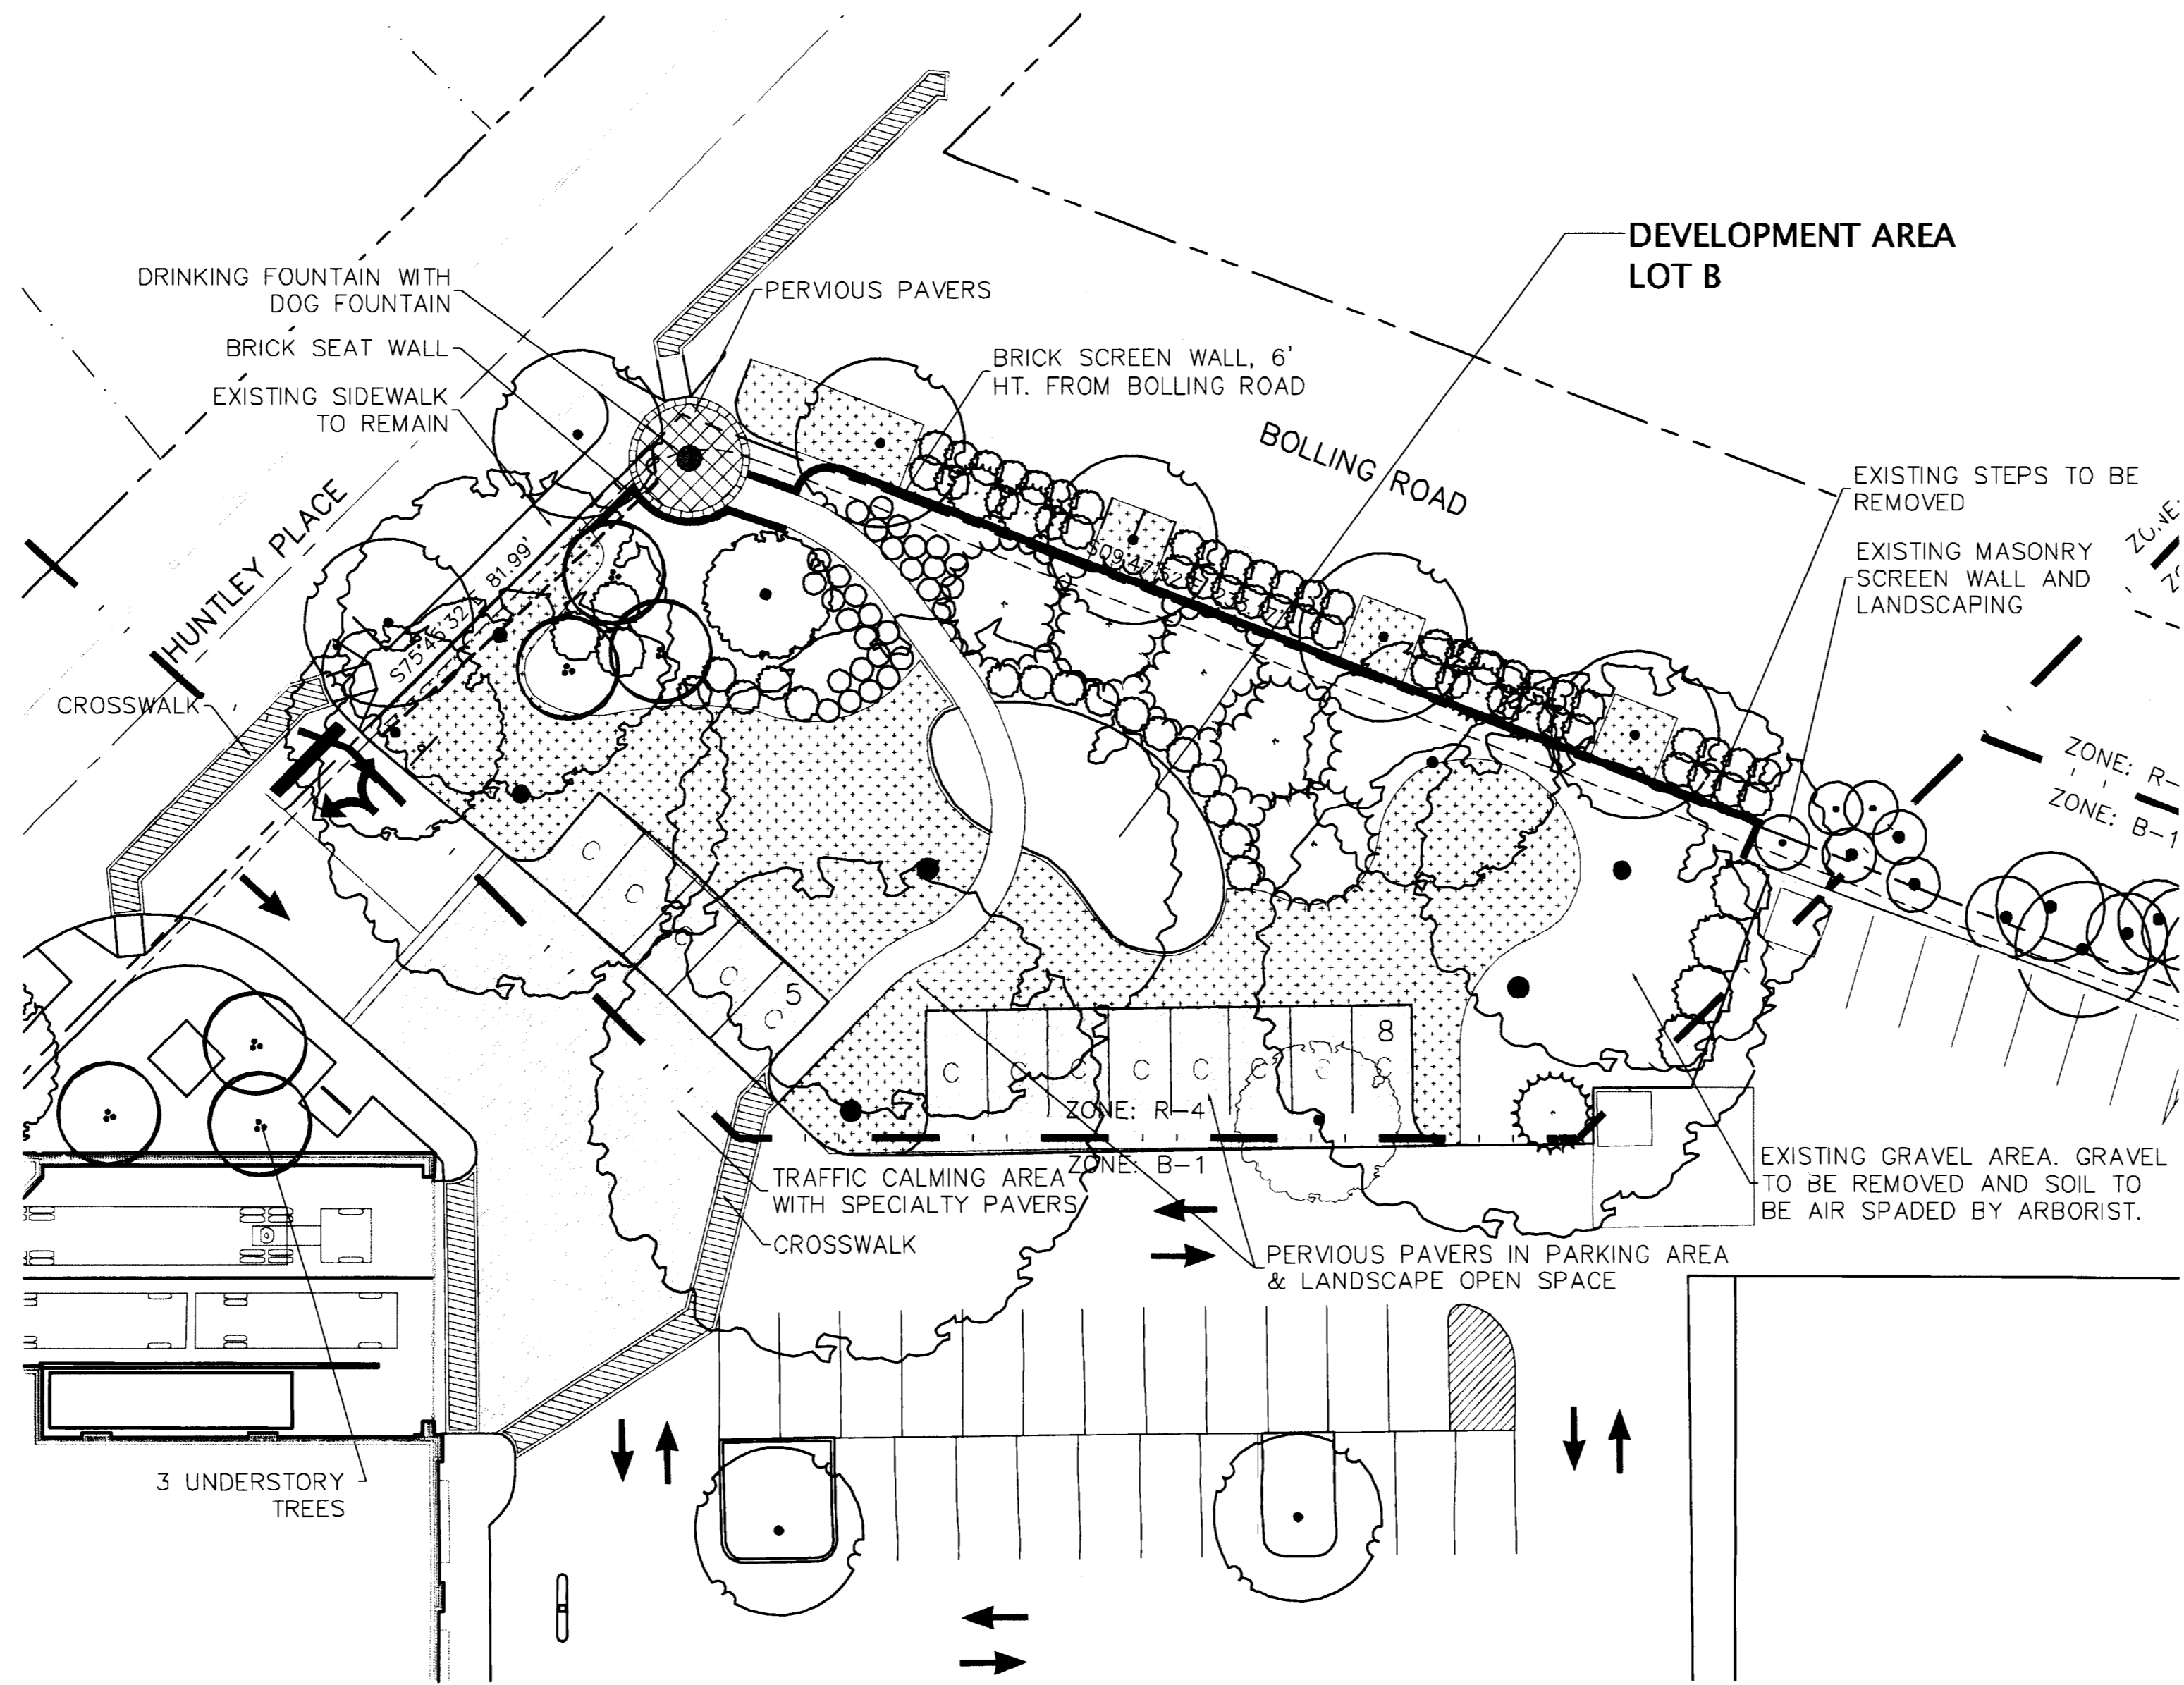 DEVELOPMENT AREA
LOT B
DRINKING FOUNTAIN WITH
DOG FOUNTAIN
PERVIOUS PAVERS
BRICK SEAT WALL
EXISTING SIDEWALK
TO REMAIN
BRICK SCREEN WALL, 6'
HT. FROM BOLLING ROAD
BOLLING ROAD
EXISTING STEPS TO BE
REMOVED
EXISTING MASONRY
SCREEN WALL AND
LANDSCAPING
HUNTLEY PLACE
81.99'
CROSSWALK
ZONE: R-
ZONE: B-1
C
C
C
C
C
5
8
C
C
C
C
C
C
C
C
ZONE: R-4
ZONE: B-1
TRAFFIC CALMING AREA
WITH SPECIALTY PAVERS
CROSSWALK
EXISTING GRAVEL AREA. GRAVEL
TO BE REMOVED AND SOIL TO
BE AIR SPADED BY ARBORIST.
PERVIOUS PAVERS IN PARKING AREA
& LANDSCAPE OPEN SPACE
3 UNDERSTORY
TREES